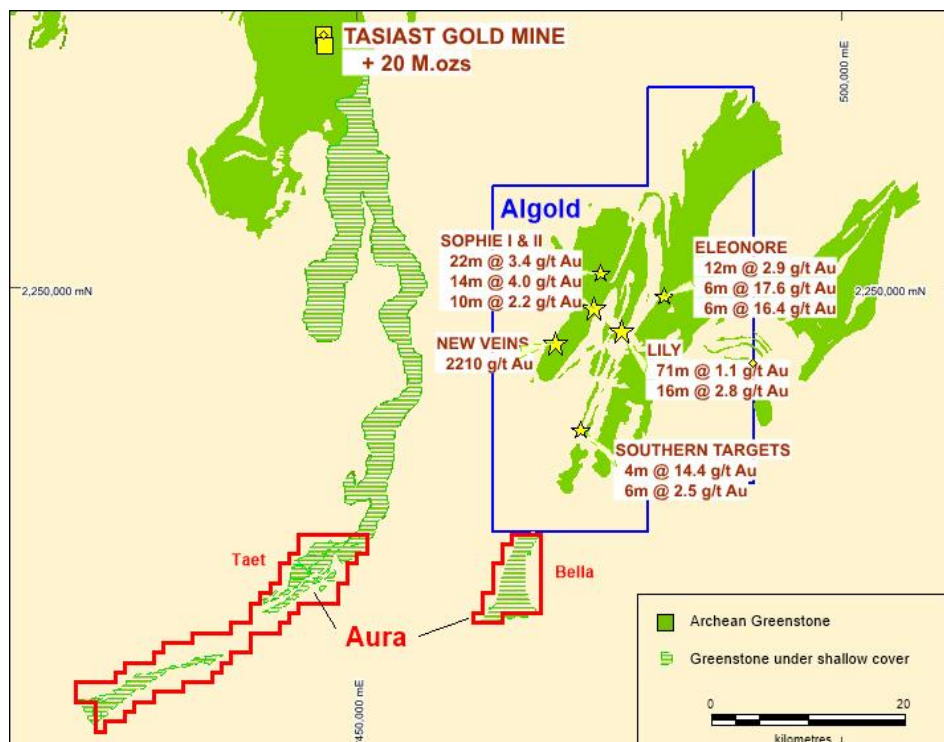 TASIAST GOLD MINE
+ 20 M.ozs
500,000 mE
Algold
SOPHIE I & II
22m @ 3.4 g/t Au
14m @ 4.0 g/t Au
10m @ 2.2 g/t Au
ELEONORE
12m @ 2.9 g/t Au
6m @ 17.6 g/t Au
6m @ 16.4 g/t Au
2,250,000 mN
2,250,000 mN
NEW VEINS
2210 g/t Au
LILY
71m @ 1.1 g/t Au
16m @ 2.8 g/t Au
SOUTHERN TARGETS
4m @ 14.4 g/t Au
6m @ 2.5 g/t Au
Taet
Bella
Aura
450,000 mE
Archean Greenstone
Greenstone under shallow cover
0 20
kilometres